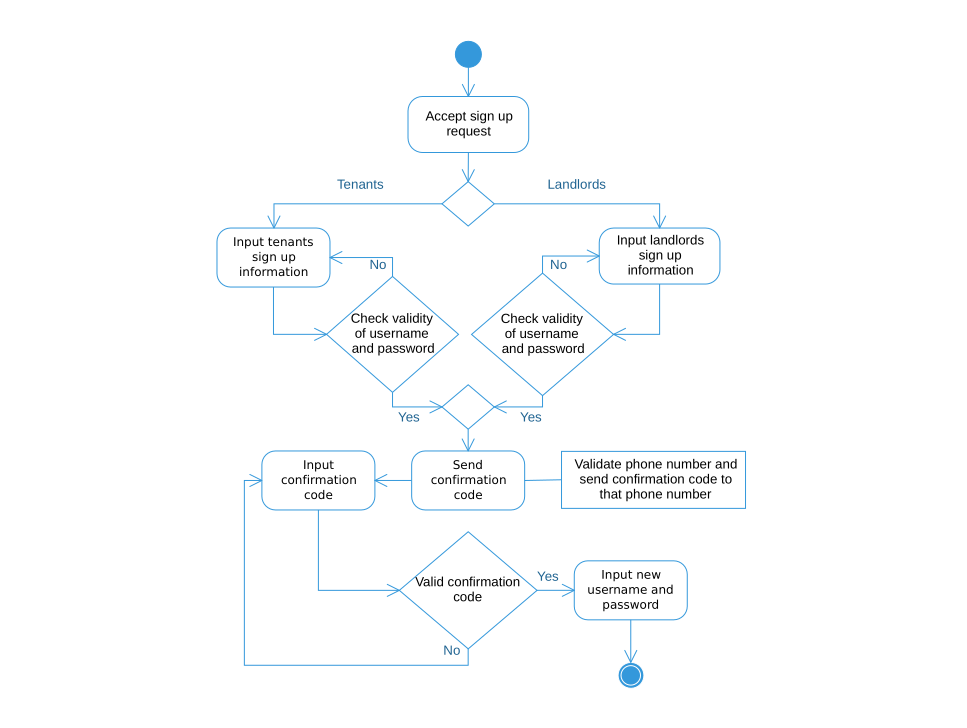 Accept sign up
request
Tenants
Landlords
Input tenants
sign up
information
Input landlords
sign up
information
No
No
Check validity
of username
and password
Check validity
of username
and password
Yes
Yes
Input
confirmation
code
Send
confirmation
code
Validate phone number and
send confirmation code to
that phone number
Valid confirmation
code
Yes
Input new
username and
password
No